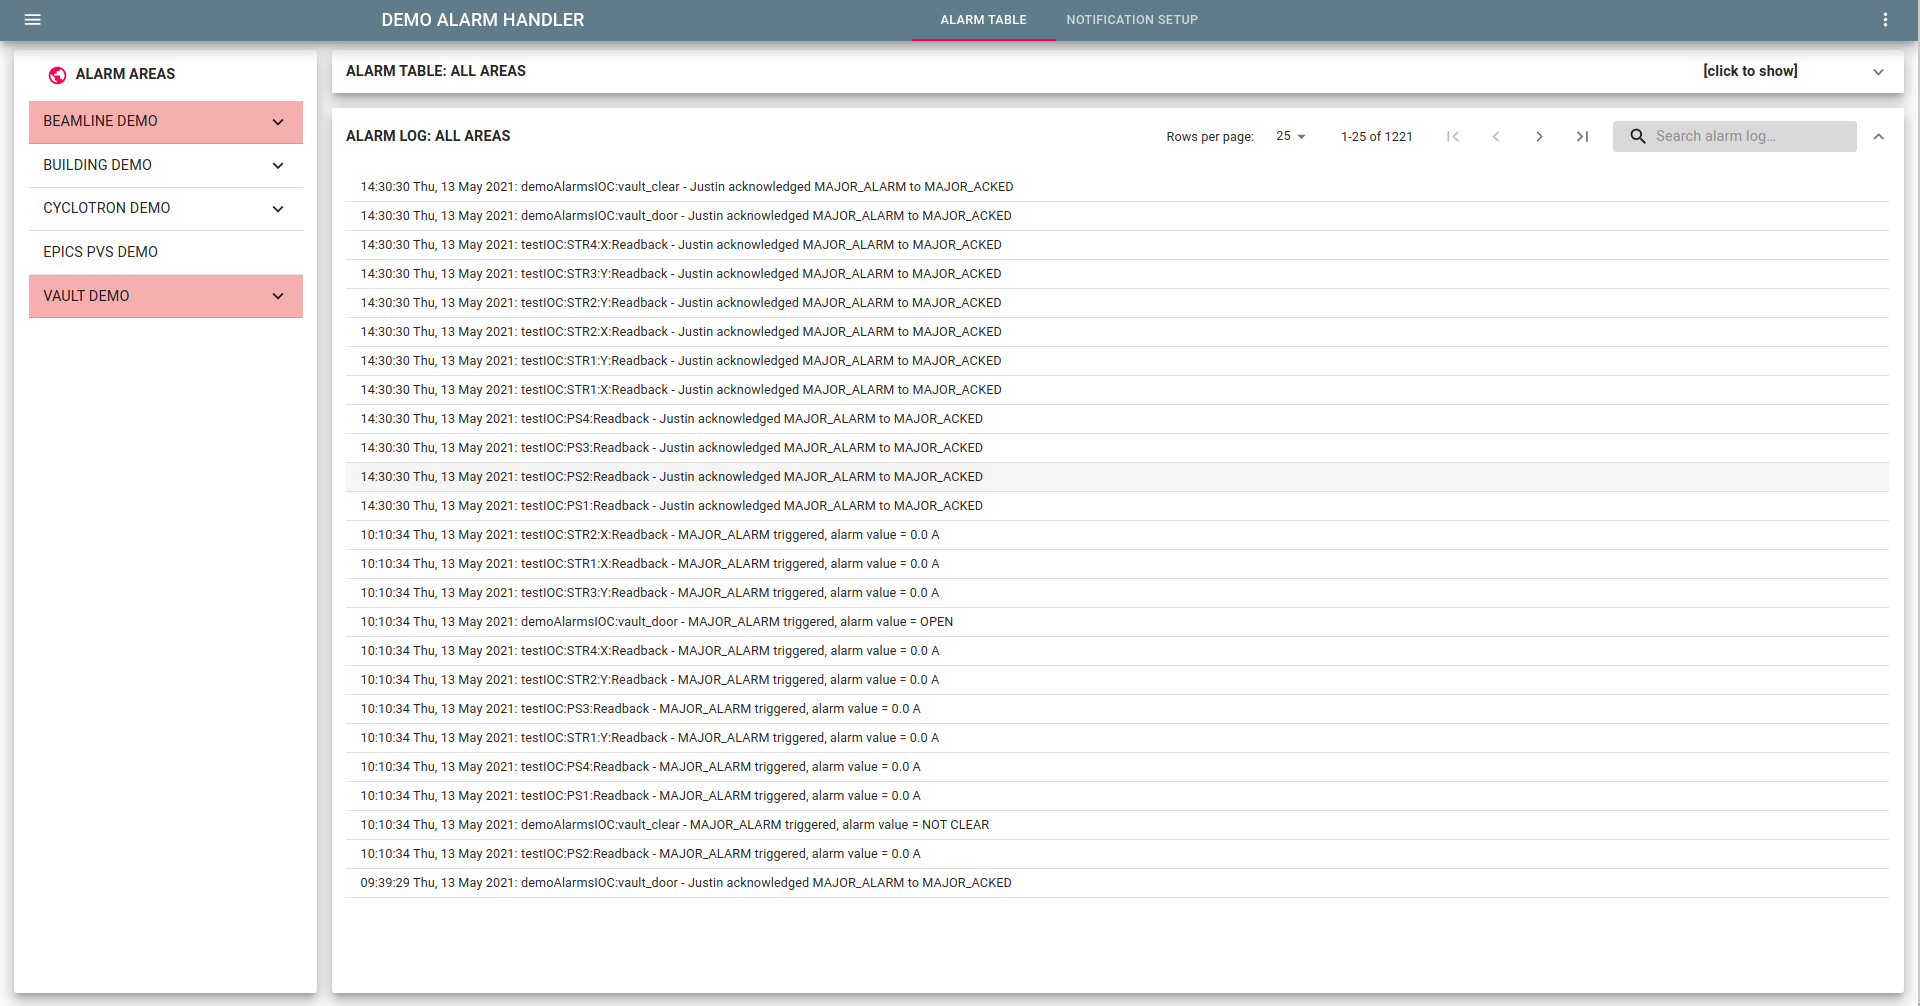 DEMO ALARM HANDLER
ALARM TABLE
NOTIFICATION SETUP
ALARM AREAS
BEAMLINE DEMO
BUILDING DEMO
CYCLOTRON DEMO
EPICS PVS DEMO
VAULT DEMO
ALARM TABLE: ALL AREAS
[click to show]
ALARM LOG: ALL AREAS
Rows per page: 25 1-25 of 1221
Search alarm log...
14:30:30 Thu, 13 May 2021: demoAlarmsIOC:vault_clear - Justin acknowledged MAJOR_ALARM to MAJOR_ACKED
14:30:30 Thu, 13 May 2021: demoAlarmsIOC:vault_door - Justin acknowledged MAJOR_ALARM to MAJOR_ACKED
14:30:30 Thu, 13 May 2021: testIOC:STR4:X:Readback - Justin acknowledged MAJOR_ALARM to MAJOR_ACKED
14:30:30 Thu, 13 May 2021: testIOC:STR3:Y:Readback - Justin acknowledged MAJOR_ALARM to MAJOR_ACKED
14:30:30 Thu, 13 May 2021: testIOC:STR2:Y:Readback - Justin acknowledged MAJOR_ALARM to MAJOR_ACKED
14:30:30 Thu, 13 May 2021: testIOC:STR2:X:Readback - Justin acknowledged MAJOR_ALARM to MAJOR_ACKED
14:30:30 Thu, 13 May 2021: testIOC:STR1:Y:Readback - Justin acknowledged MAJOR_ALARM to MAJOR_ACKED
14:30:30 Thu, 13 May 2021: testIOC:STR1:X:Readback - Justin acknowledged MAJOR_ALARM to MAJOR_ACKED
14:30:30 Thu, 13 May 2021: testIOC:PS4:Readback - Justin acknowledged MAJOR_ALARM to MAJOR_ACKED
14:30:30 Thu, 13 May 2021: testIOC:PS3:Readback - Justin acknowledged MAJOR_ALARM to MAJOR_ACKED
14:30:30 Thu, 13 May 2021: testIOC:PS2:Readback - Justin acknowledged MAJOR_ALARM to MAJOR_ACKED
14:30:30 Thu, 13 May 2021: testIOC:PS1:Readback - Justin acknowledged MAJOR_ALARM to MAJOR_ACKED
10:10:34 Thu, 13 May 2021: testIOC:STR2:X:Readback - MAJOR_ALARM triggered, alarm value = 0.0 A
10:10:34 Thu, 13 May 2021: testIOC:STR1:X:Readback - MAJOR_ALARM triggered, alarm value = 0.0 A
10:10:34 Thu, 13 May 2021: testIOC:STR3:Y:Readback - MAJOR_ALARM triggered, alarm value = 0.0 A
10:10:34 Thu, 13 May 2021: demoAlarmsIOC:vault_door - MAJOR_ALARM triggered, alarm value = OPEN
10:10:34 Thu, 13 May 2021: testIOC:STR4:X:Readback - MAJOR_ALARM triggered, alarm value = 0.0 A
10:10:34 Thu, 13 May 2021: testIOC:STR2:Y:Readback - MAJOR_ALARM triggered, alarm value = 0.0 A
10:10:34 Thu, 13 May 2021: testIOC:PS3:Readback - MAJOR_ALARM triggered, alarm value = 0.0 A
10:10:34 Thu, 13 May 2021: testIOC:STR1:Y:Readback - MAJOR_ALARM triggered, alarm value = 0.0 A
10:10:34 Thu, 13 May 2021: testIOC:PS4:Readback - MAJOR_ALARM triggered, alarm value = 0.0 A
10:10:34 Thu, 13 May 2021: testIOC:PS1:Readback - MAJOR_ALARM triggered, alarm value = 0.0 A
10:10:34 Thu, 13 May 2021: demoAlarmsIOC:vault_clear - MAJOR_ALARM triggered, alarm value = NOT CLEAR
10:10:34 Thu, 13 May 2021: testIOC:PS2:Readback - MAJOR_ALARM triggered, alarm value = 0.0 A
09:39:29 Thu, 13 May 2021: demoAlarmsIOC:vault_door - Justin acknowledged MAJOR_ALARM to MAJOR_ACKED